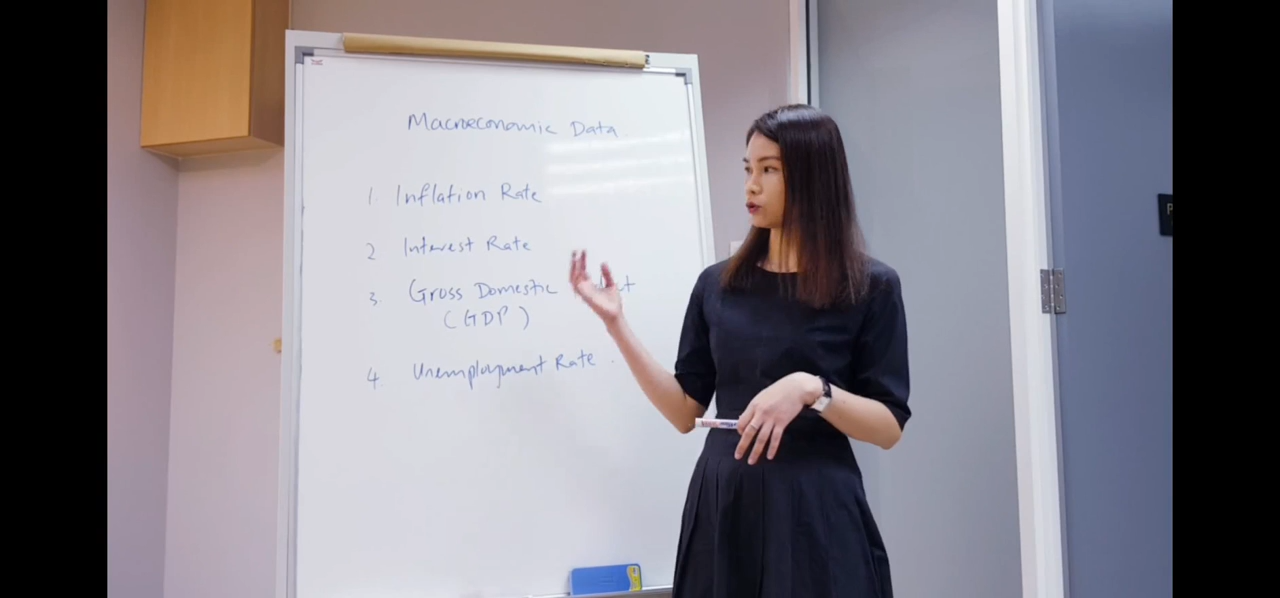 Macroeconomic Data.
1. Inflation Rate
2 Interest Rate
3. Gross Domestic
(GDP)
4. Unemployment Rate.
P